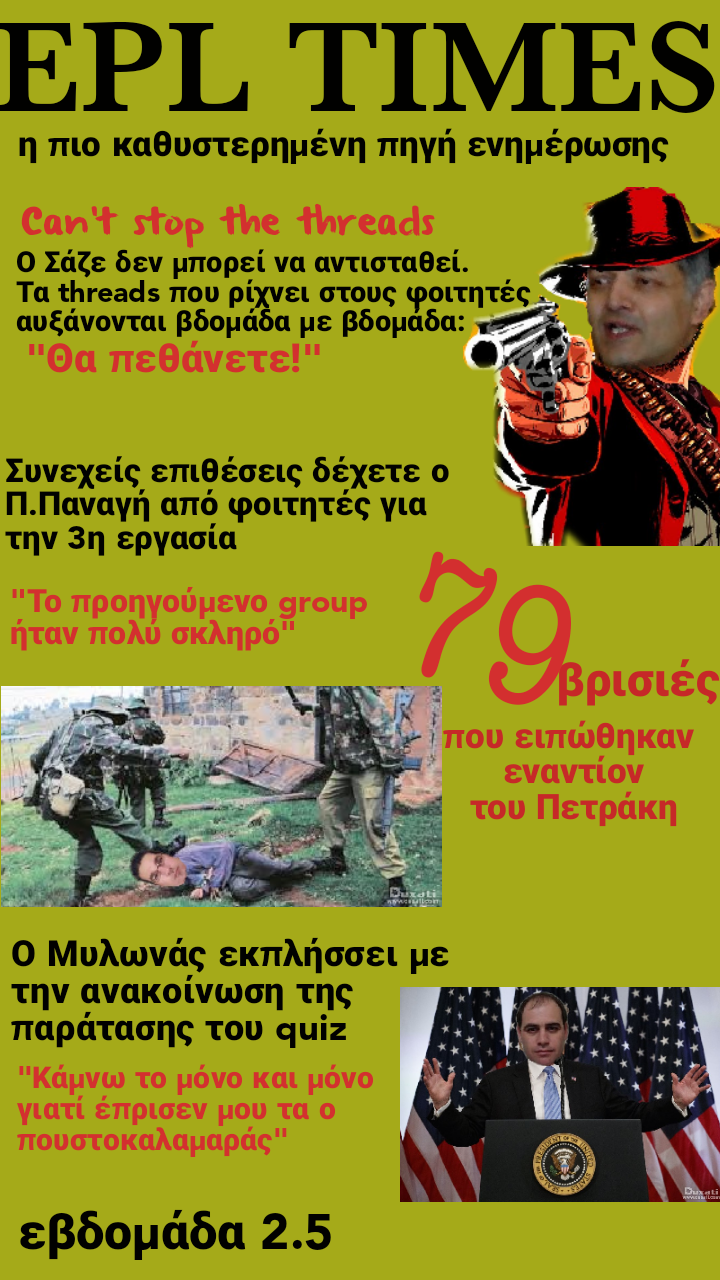 EPL TIMES
η πιο καθυστερημένη πηγή ενημέρωσης
Can't stop the threads
Ο Σάζε δεν μπορεί να αντισταθεί.
Τα threads που ρίχνει στους φοιτητές
αυξάνονται βδομάδα με βδομάδα:
"Θα πεθάνετε!"
Συνεχείς επιθέσεις δέχετε ο
Π.Παναγή από φοιτητές για
την 3η εργασία
"Το προηγούμενο group
ήταν πολύ σκληρό"
79
βρισιές
που ειπώθηκαν
εναντίον
του Πετράκη
Duxati
Ο Μυλωνάς εκπλήσσει με
την ανακοίνωση της
παράτασης του quiz
"Κάμνω το μόνο και μόνο
γιατί έπρισεν μου τα ο
πουστοκαλαμαράς"
Duxati
εβδομάδα 2.5